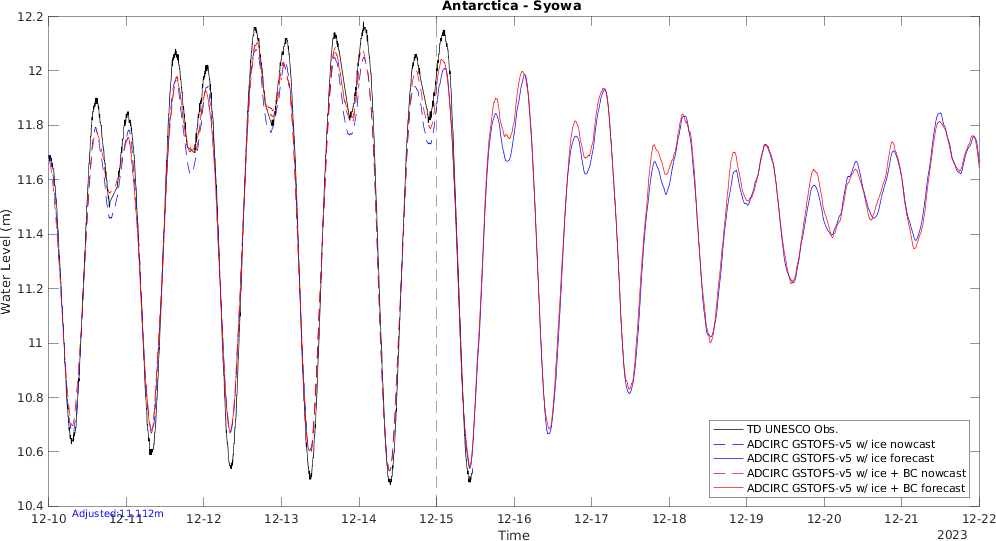 Antarctica - Syowa
12.2
12
11.8
11.6
11.4
11.2
11
10.8
10.6
10.4
Water Level (m)
TD UNESCO Obs.
ADCIRC GSTOFS-v5 w/ ice nowcast
ADCIRC GSTOFS-v5 w/ ice forecast
ADCIRC GSTOFS-v5 w/ ice + BC nowcast
ADCIRC GSTOFS-v5 w/ ice + BC forecast
Adjusted:11.112m
12-10 12-11 12-12 12-13 12-14 12-15 12-16 12-17 12-18 12-19 12-20 12-21 12-22
Time
2023